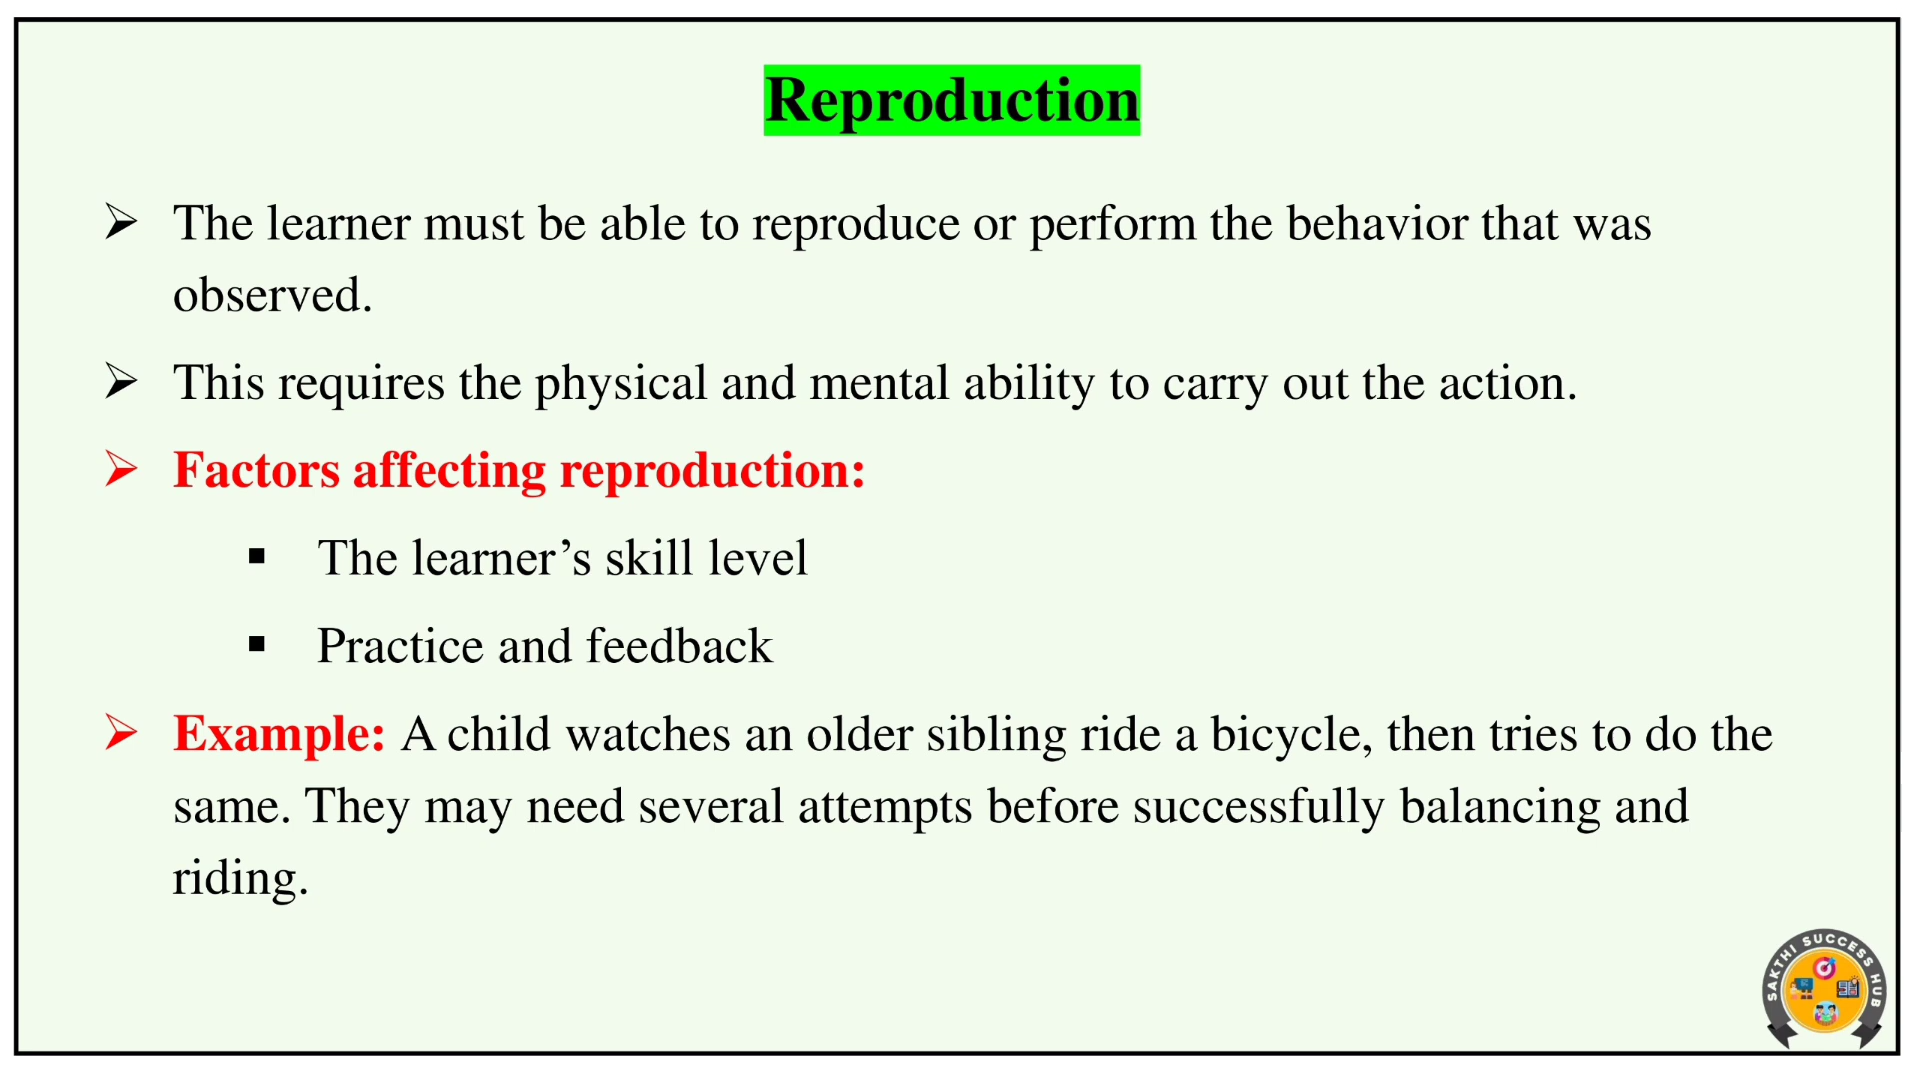 Reproduction
➢ The learner must be able to reproduce or perform the behavior that was
observed.
➢ This requires the physical and mental ability to carry out the action.
➢ Factors affecting reproduction:
▪ The learner’s skill level
▪ Practice and feedback
➢ Example: A child watches an older sibling ride a bicycle, then tries to do the
same. They may need several attempts before successfully balancing and
riding.
SAKTHI SUCCESS HUB